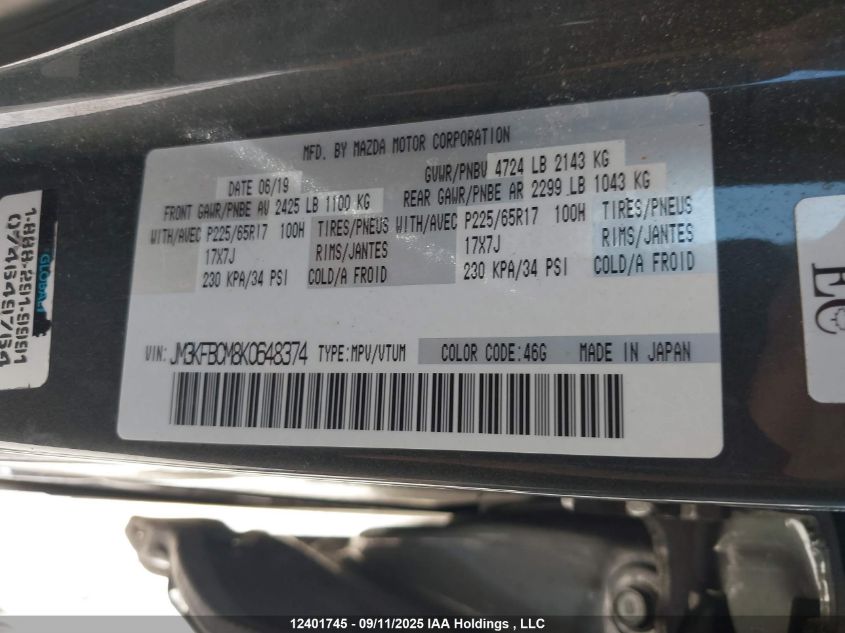 MFD. BY MAZDA MOTOR CORPORATION
DATE 06/19 GVWR/PNBV 4724 LB 2143 KG
FRONT GAWR/PNBE AV 2425 LB 1100 KG REAR GAWR/PNBE AR 2299 LB 1043 KG
WITH/AVEC P225/65R17 100H TIRES/PNEUS WITH/AVEC P225/65R17 100H TIRES/PNEUS
17X7J RIMS/JANTES 17X7J RIMS/JANTES
230 KPA/34 PSI COLD/A FROID 230 KPA/34 PSI COLD/A FROID
VIN: JM3KFBCM8K0648374 TYPE:MPV/VTUM COLOR CODE:46G MADE IN JAPAN
GLOBAL
12401745 - 09/11/2025 IAA Holdings , LLC